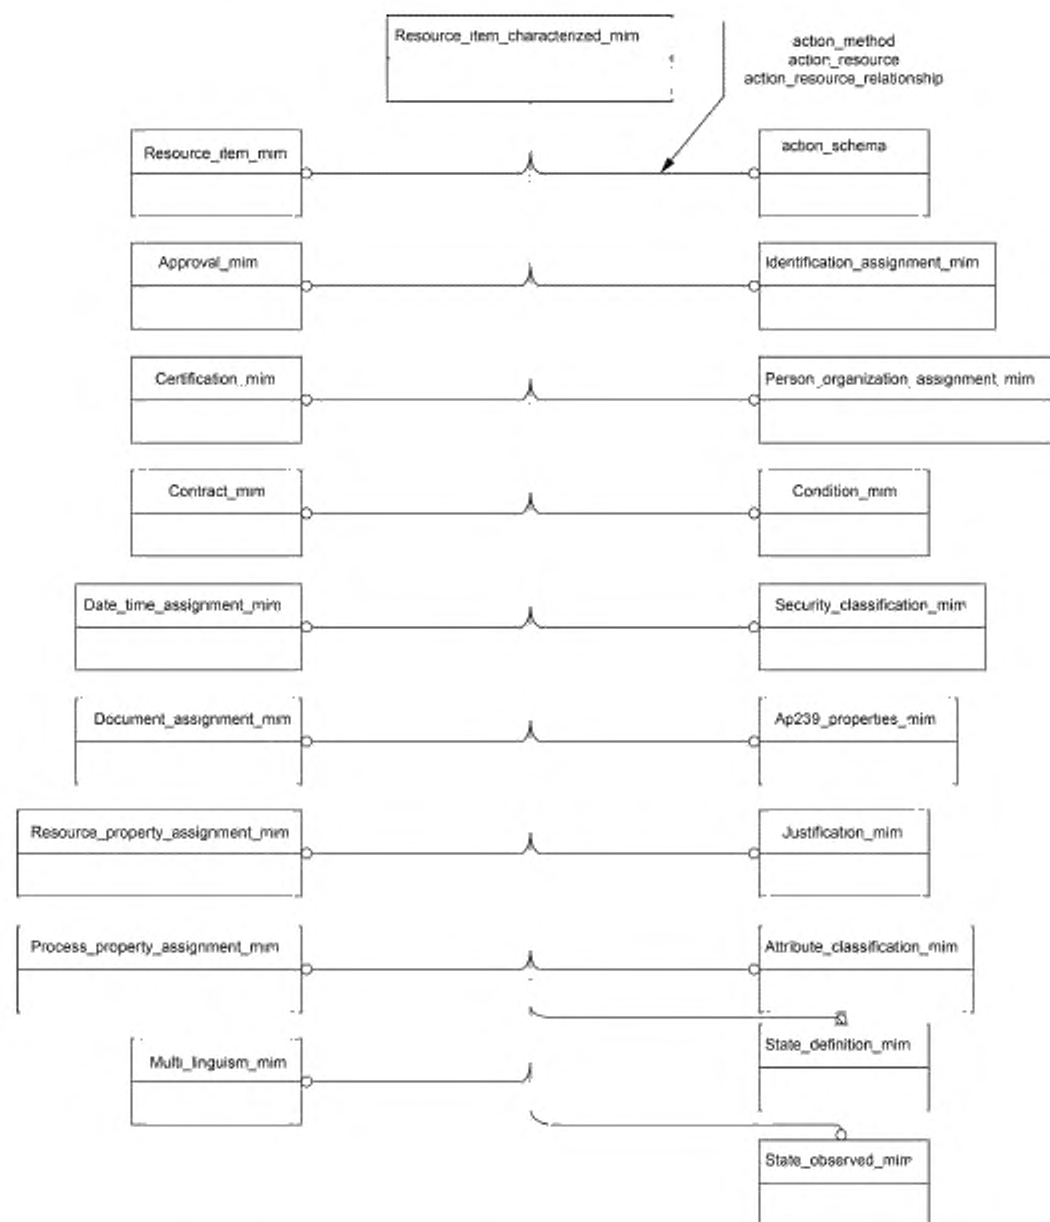 Resource_item_characterized_mim
action_method
action_resource
action_resource_relationship
Resource_item_mim
action_schema
Approval_mim
Identification_assignment_mim
Certification_mim
Person_organization_assignment_mim
Contract_mim
Condition_mim
Date_time_assignment_mim
Security_classification_mim
Document_assignment_mim
Ap239_properties_mim
Resource_property_assignment_mim
Justification_mim
Process_property_assignment_mim
Attribute_classification_mim
State_definition_mim
Multi_linguism_mim
State_observed_mim